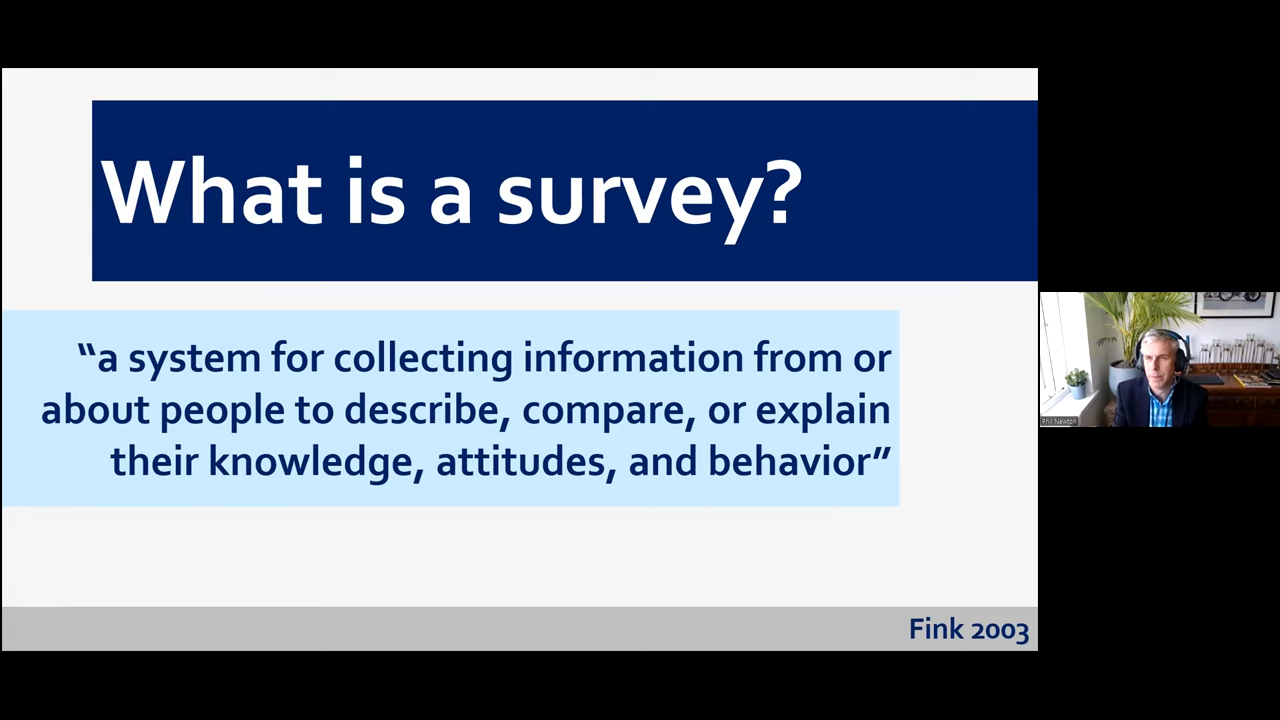 What is a survey?
“a system for collecting information from or
about people to describe, compare, or explain
their knowledge, attitudes, and behavior”
Fink 2003
Phil Newton